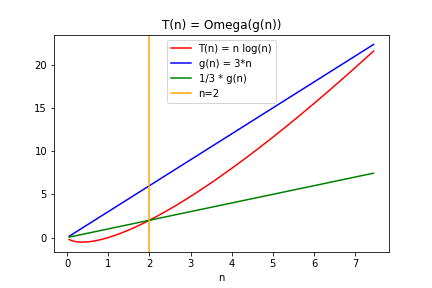 T(n) = Omega(g(n))
T(n) = n log(n)
g(n) = 3*n
1/3 * g(n)
n=2
20
15
10
5
0
0 1 2 3 4 5 6 7
n